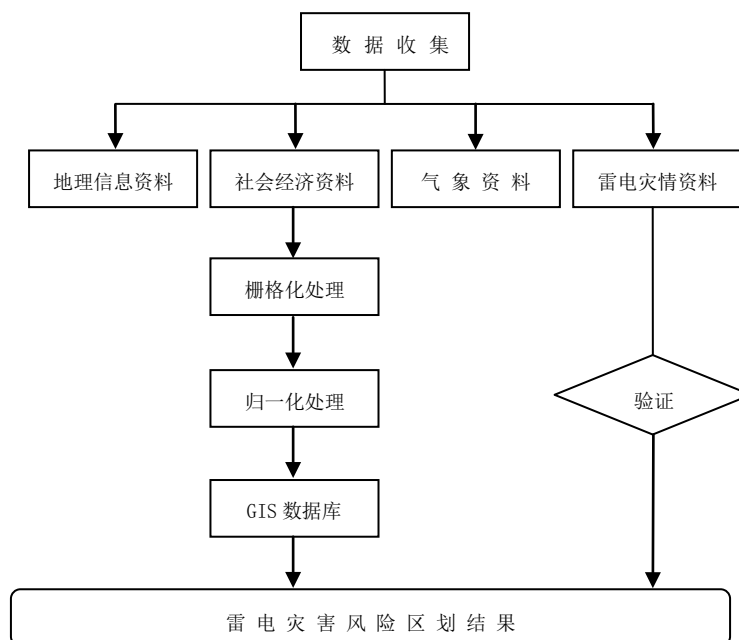 数据收集
地理信息资料
社会经济资料
气象资料
雷电灾情资料
栅格化处理
归一化处理
验证
GIS 数据库
雷电灾害风险区划结果